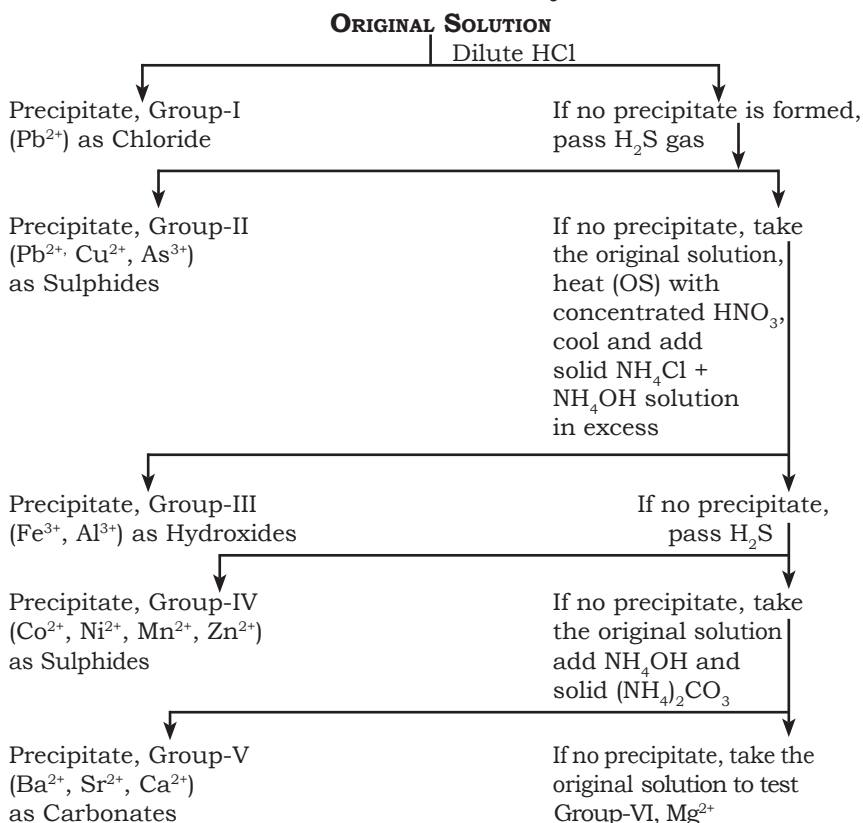 ORIGINAL SOLUTION
Dilute HCl
Precipitate, Group-I
(Pb²⁺) as Chloride
If no precipitate is formed,
pass H₂S gas
Precipitate, Group-II
(Pb²⁺, Cu²⁺, As³⁺)
as Sulphides
If no precipitate, take
the original solution,
heat (OS) with
concentrated HNO₃,
cool and add
solid NH₄Cl +
NH₄OH solution
in excess
Precipitate, Group-III
(Fe³⁺, Al³⁺) as Hydroxides
If no precipitate,
pass H₂S
Precipitate, Group-IV
(Co²⁺, Ni²⁺, Mn²⁺, Zn²⁺)
as Sulphides
If no precipitate, take
the original solution
add NH₄OH and
solid (NH₄)₂CO₃
Precipitate, Group-V
(Ba²⁺, Sr²⁺, Ca²⁺)
as Carbonates
If no precipitate, take the
original solution to test
Group-VI, Mg²⁺